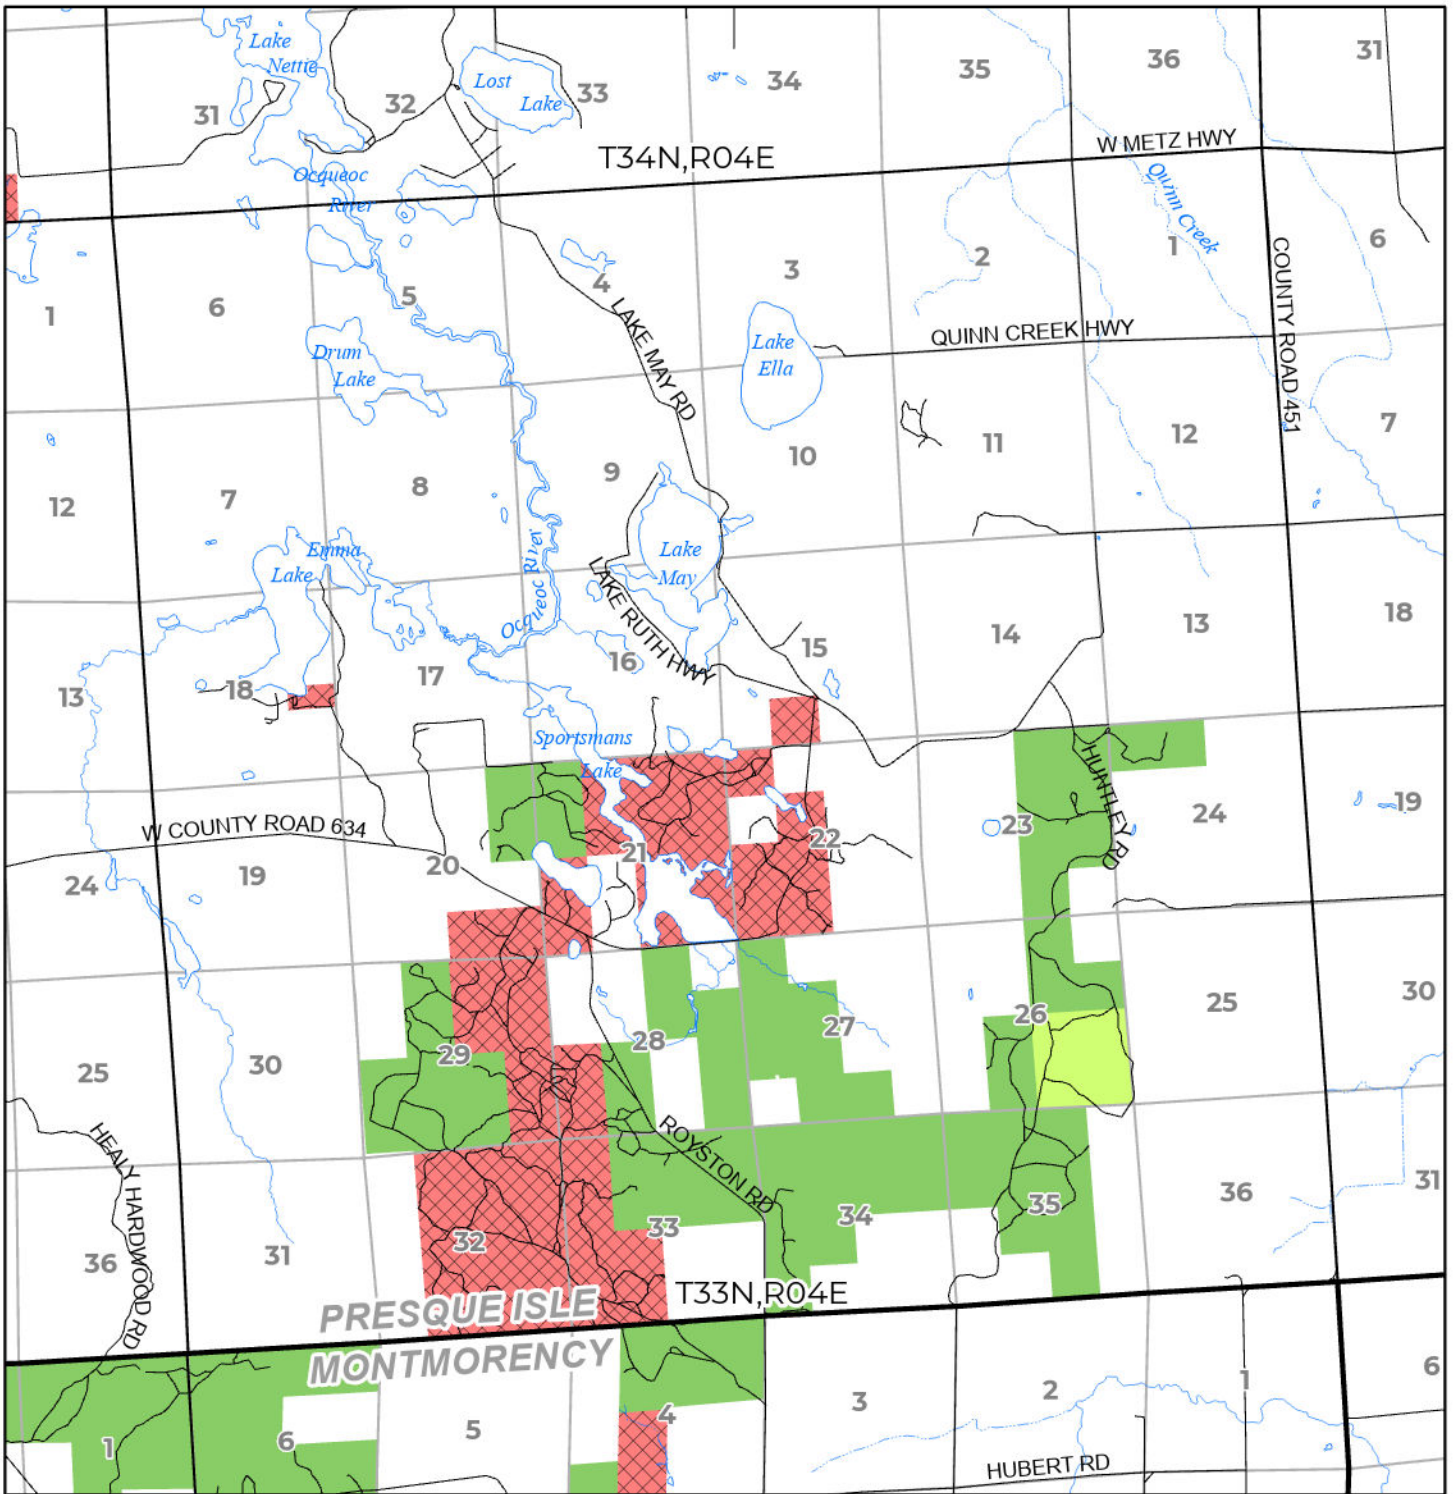 Lake
Nettie
Lost
Lake
31
32
33
34
35
36
31
T34N,R04E
W METZ HWY
Ocqueoc
River
Quinn Creek
1
6
5
4
3
2
1
6
LAKE MAY RD
COUNTY ROAD 451
QUINN CREEK HWY
Drum
Lake
Lake
Ella
12
7
8
9
10
11
12
7
Emma
Lake
Ocqueoc River
Lake
May
LAKE RUTH HWY
13
18
17
16
15
14
13
18
Sportsmans
Lake
HUNTLEY RD
W COUNTY ROAD 634
24
19
20
21
22
23
24
19
25
30
29
28
27
26
25
30
HEALY HARDWOOD RD
ROYSTON RD
36
31
32
33
34
35
36
31
T33N,R04E
PRESQUE ISLE
MONTMORENCY
1
6
5
4
3
2
1
6
HUBERT RD